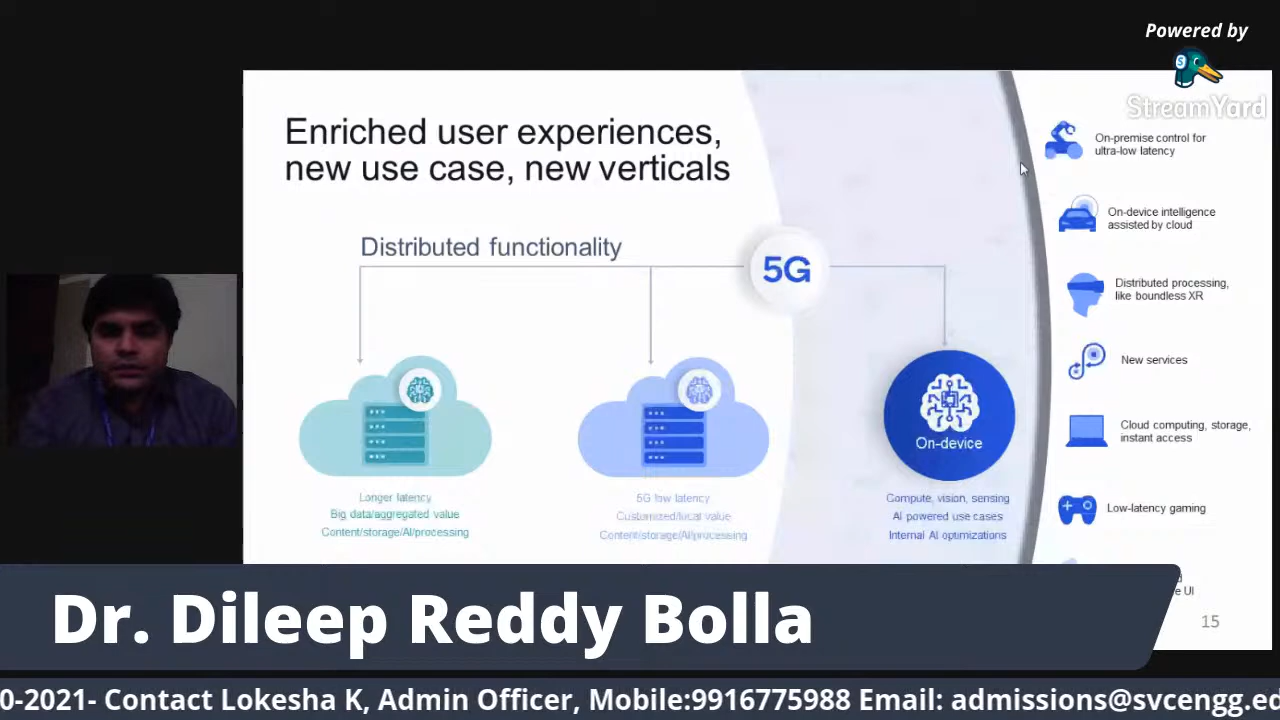 Powered by
StreamYard
Enriched user experiences,
new use case, new verticals
Distributed functionality
5G
On-device
Longer latency
Big data/aggregated value
Content/storage/AI/processing
5G low latency
Customized/local value
Content/storage/AI/processing
Compute, vision, sensing
AI powered use cases
Internal AI optimizations
On-premise control for
ultra-low latency
On-device intelligence
assisted by cloud
Distributed processing,
like boundless XR
New services
Cloud computing, storage,
instant access
Low-latency gaming
UI
15
Dr. Dileep Reddy Bolla
0-2021- Contact Lokesha K, Admin Officer, Mobile:9916775988 Email: admissions@svcengg.ed